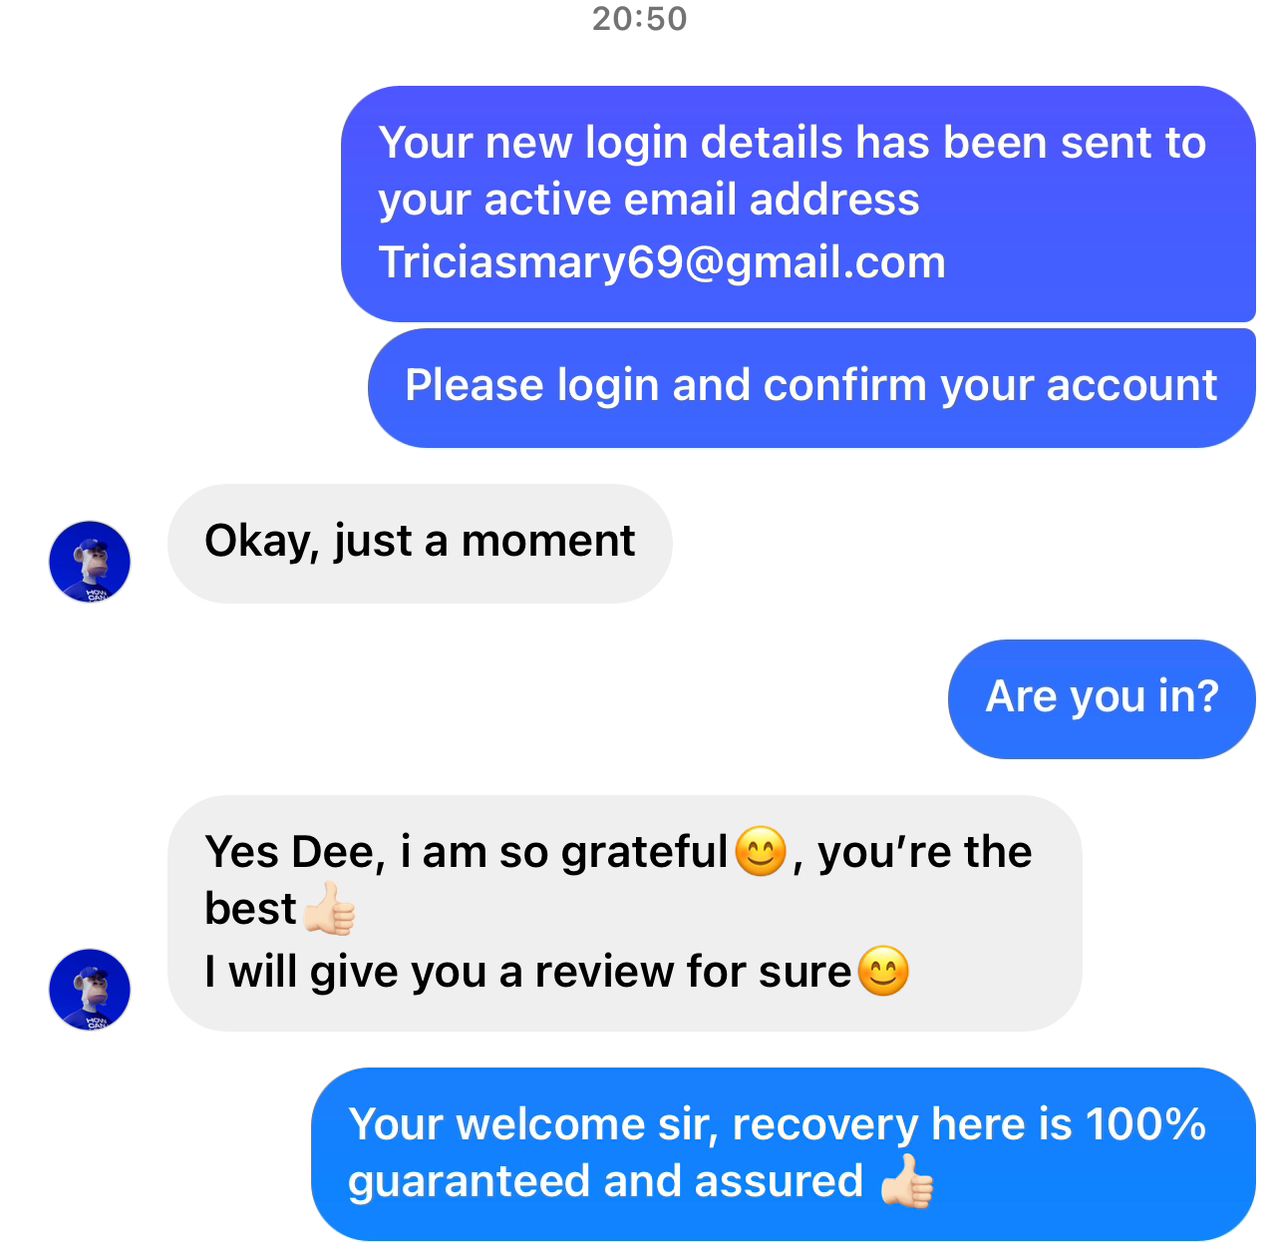 20:50
Your new login details has been sent to
your active email address
Triciasmary69@gmail.com
Please login and confirm your account
Okay, just a moment
Are you in?
Yes Dee, i am so grateful😊, you’re the
best👍🏻
I will give you a review for sure😊
Your welcome sir, recovery here is 100%
guaranteed and assured 👍🏻